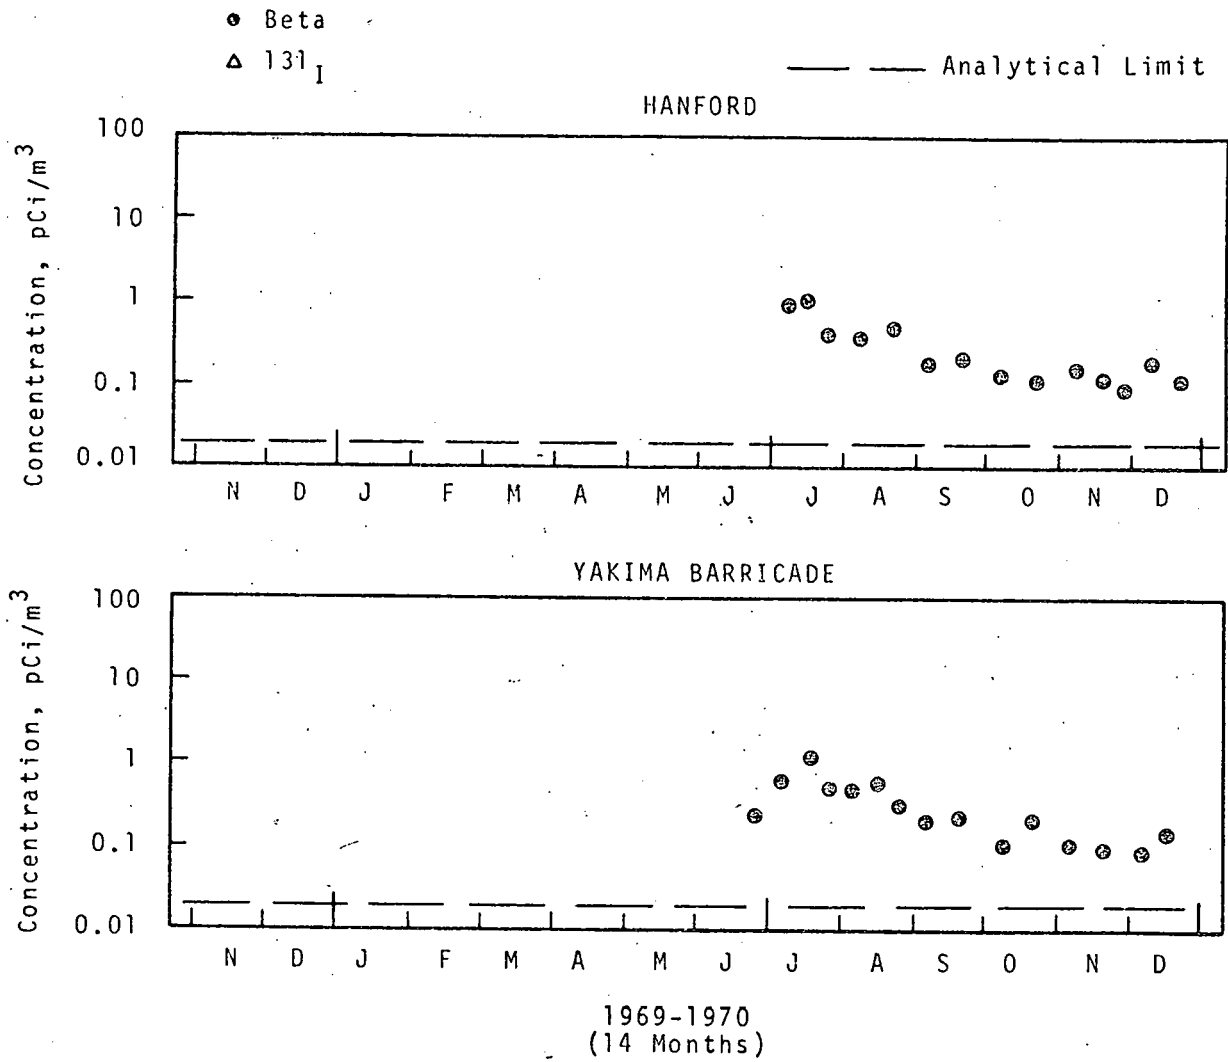 Beta
131I
Analytical Limit
HANFORD
Concentration, pCi/m³
100
10
1
0.1
0.01
N D J F M A M J J A S O N D
YAKIMA BARRICADE
Concentration, pCi/m³
100
10
1
0.1
0.01
N D J F M A M J J A S O N D
1969-1970
(14 Months)